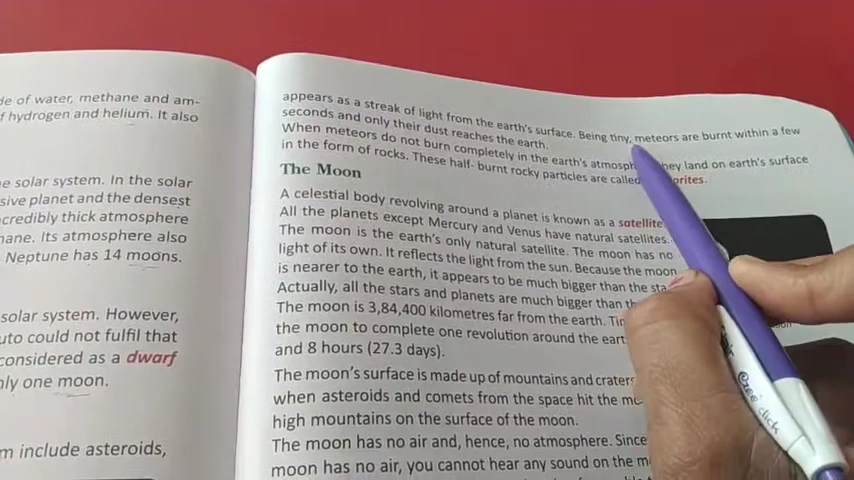 de of water, methane and am-
f hydrogen and helium. It also
e solar system. In the solar
sive planet and the densest
credibly thick atmosphere
hane. Its atmosphere also
Neptune has 14 moons.
solar system. However,
uto could not fulfil that
considered as a Dwarf
nly one moon.
m include the asteroids
appears as a streak of light from the earth's surface. Being tiny, meteors are burnt within a few
seconds and only their dust reaches the earth.
When meteors do not burn completely in the earth's atmosp they land on earth's surface
in the form of rocks. These half-burnt rocky particles are called rites.
The Moon
A celestial body revolving around a planet is known as a satellite
All the planets except Mercury and Venus have natural satellites.
The moon is the earth's only natural satellite. The moon has no
light of its own. It reflects the light from the sun. Because the moon
is nearer to the earth, it appears to be much bigger than the s
Actually, all the stars and planets are much bigger than the
The moon is 3,84,400 kilometres far from the earth.
the moon to complete one revolution around the eart
and 8 hours (27.3 days).
The moon's surface is made up of mountains and craters
when asteroids and comets from the space hit the
high mountains on the surface of the moon.
The moon has no air and, hence, no atmosphere. Since
moon has no air, you cannot hear any sound on the
click